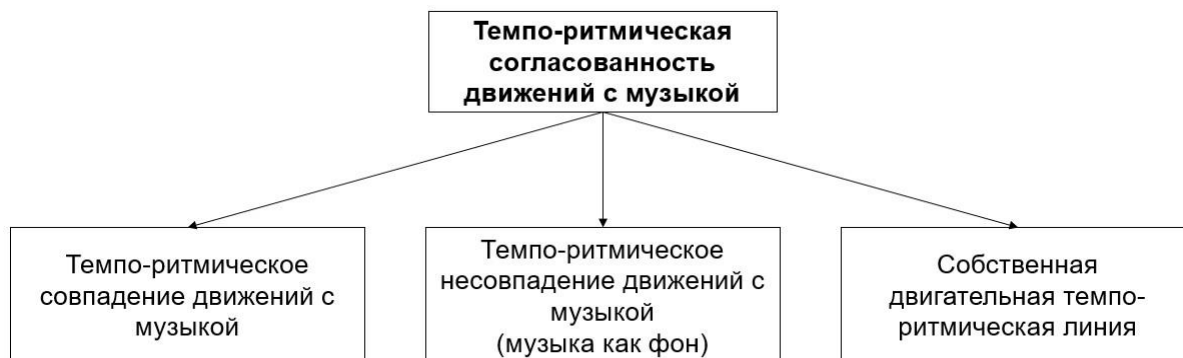 Темпо-ритмическая
согласованность
движений с музыкой
Темпо-ритмическое
совпадение движений с
музыкой
Темпо-ритмическое
несовпадение движений с
музыкой
(музыка как фон)
Собственная
двигательная темпо-
ритмическая линия